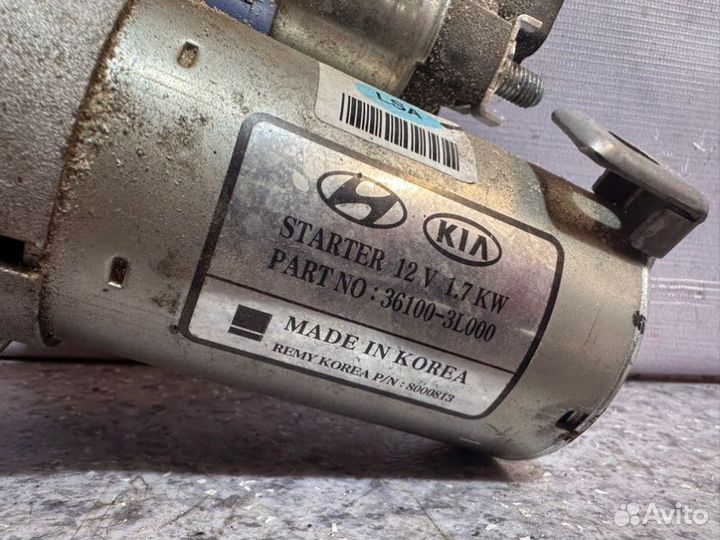 LSA
KIA
STARTER 12 V 1.7 KW
PART NO : 36100-3L000
MADE IN KOREA
REMY KOREA P/N : 8000813
Avito